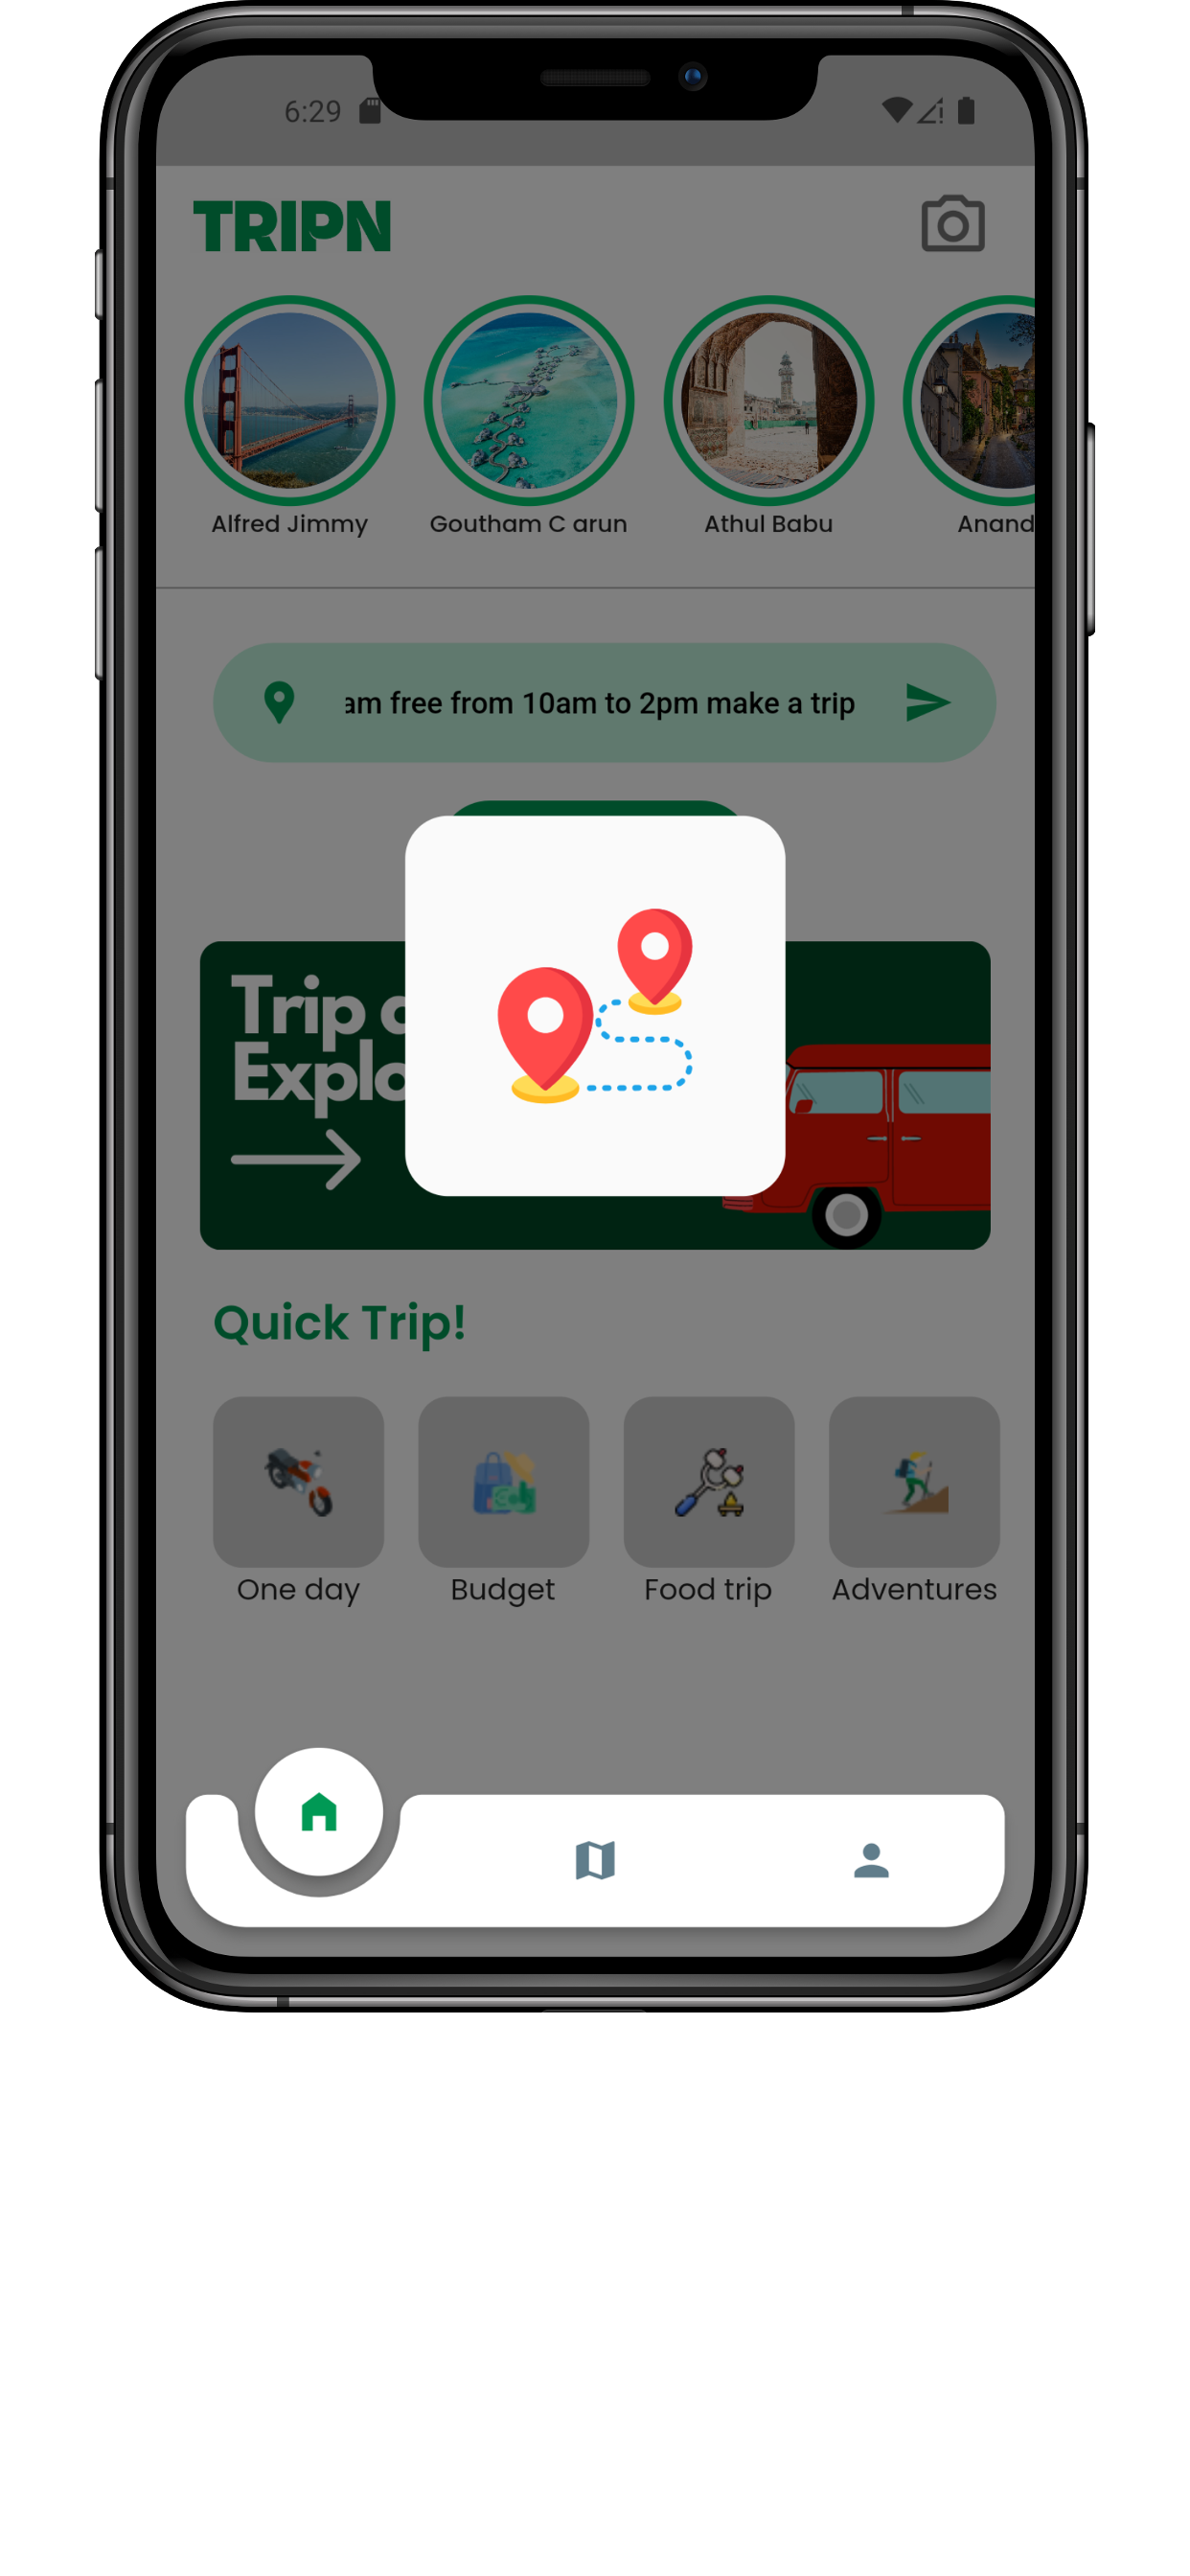 6:29
TRIPN
Alfred Jimmy
Goutham C arun
Athul Babu
Anand
am free from 10am to 2pm make a trip
Trip
Explo
Quick Trip!
One day
Budget
Food trip
Adventures